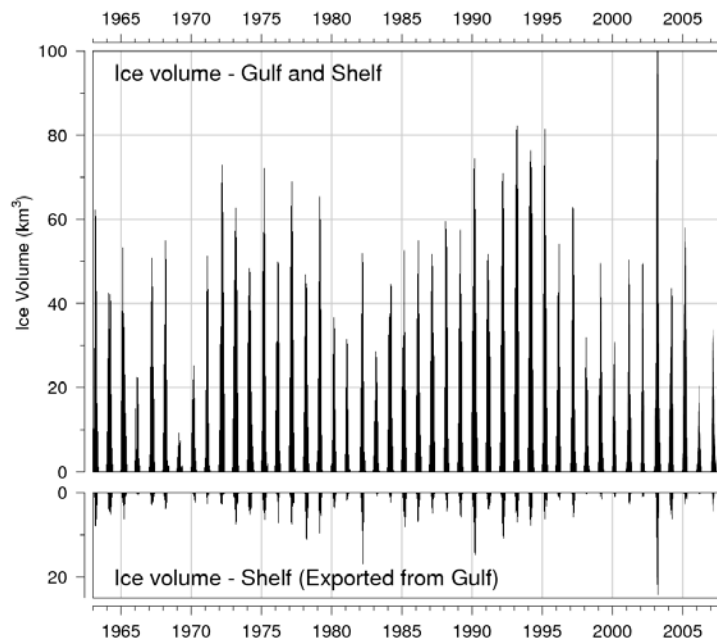 1965 1970 1975 1980 1985 1990 1995 2000 2005
100
Ice volume - Gulf and Shelf
80
60
Ice Volume (km³)
40
20
0
0
20
Ice volume - Shelf (Exported from Gulf)
1965 1970 1975 1980 1985 1990 1995 2000 2005